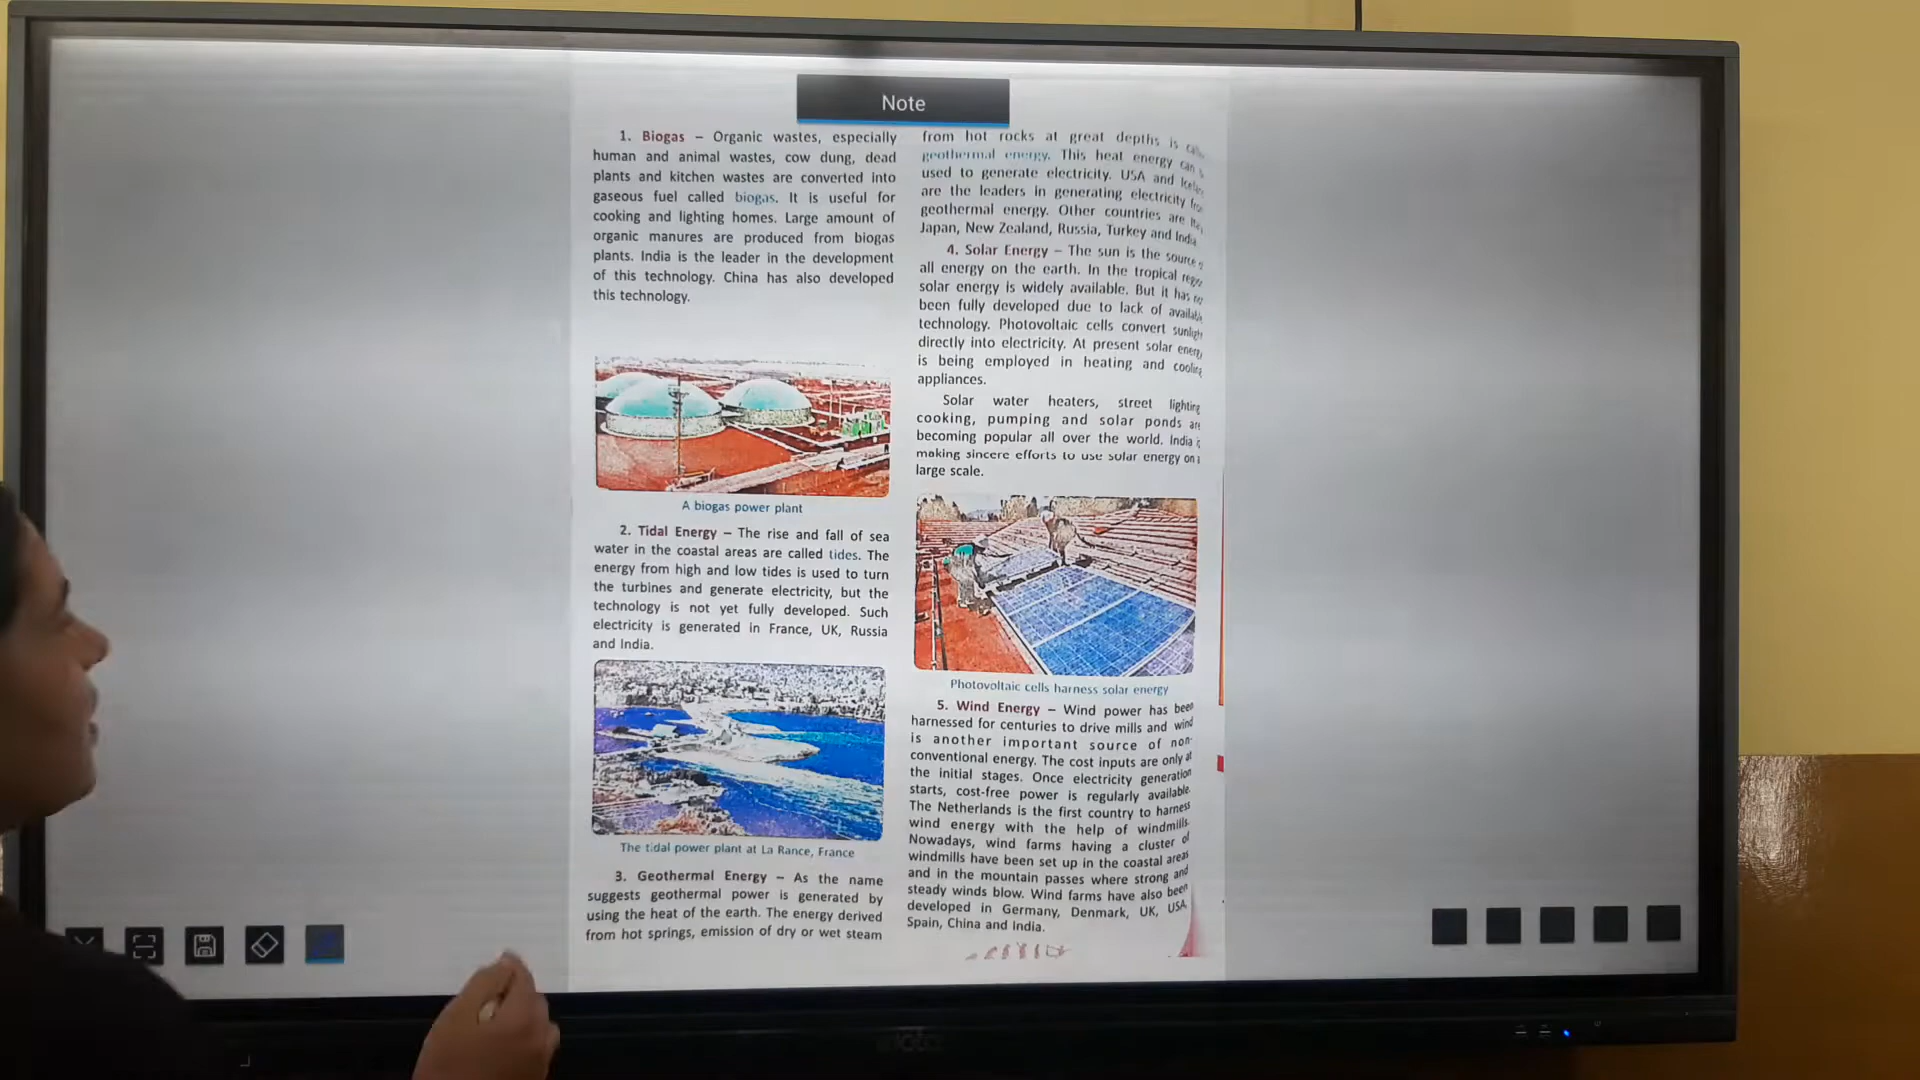 Note
1. Biogas – Organic wastes, especially
human and animal wastes, cow dung, dead
plants and kitchen wastes are converted into
gaseous fuel called biogas. It is useful for
cooking and lighting homes. Large amount of
organic manures are produced from biogas
plants. India is the leader in the development
of this technology. China has also developed
this technology.
A biogas power plant
2. Tidal Energy – The rise and fall of sea
water in the coastal areas are called tides. The
energy from high and low tides is used to turn
the turbines and generate electricity, but the
technology is not yet fully developed. Such
electricity is generated in France, UK, Russia
and India.
The tidal power plant at La Rance, France
3. Geothermal Energy – As the name
suggests geothermal power is generated by
using the heat of the earth. The energy derived
from hot springs, emission of dry or wet steam
from hot rocks at great depths is
geothermal energy. This heat energy can
used to generate electricity. USA and
are the leaders in generating electricity
geothermal energy. Other countries are
Japan, New Zealand, Russia, Turkey and India
4. Solar Energy – The sun is the source
all energy on the earth. In the tropical
solar energy is widely available. But it has
been fully developed due to lack of
technology. Photovoltaic cells convert
directly into electricity. At present solar
is being employed in heating and cooling
appliances.
Solar water heaters, street lighting
cooking, pumping and solar ponds
becoming popular all over the world. India
making sincere efforts to use solar energy on
large scale.
Photovoltaic cells harness solar energy
5. Wind Energy – Wind power has been
harnessed for centuries to drive mills and wind
is another important source of non-
conventional energy. The cost inputs are only at
the initial stages. Once electricity generation
starts, cost-free power is regularly available.
The Netherlands is the first country to harness
wind energy with the help of windmills.
Nowadays, wind farms having a cluster of
windmills have been set up in the coastal areas
and in the mountain passes where strong and
steady winds blow. Wind farms have also been
developed in Germany, Denmark, UK, USA,
Spain, China and India.